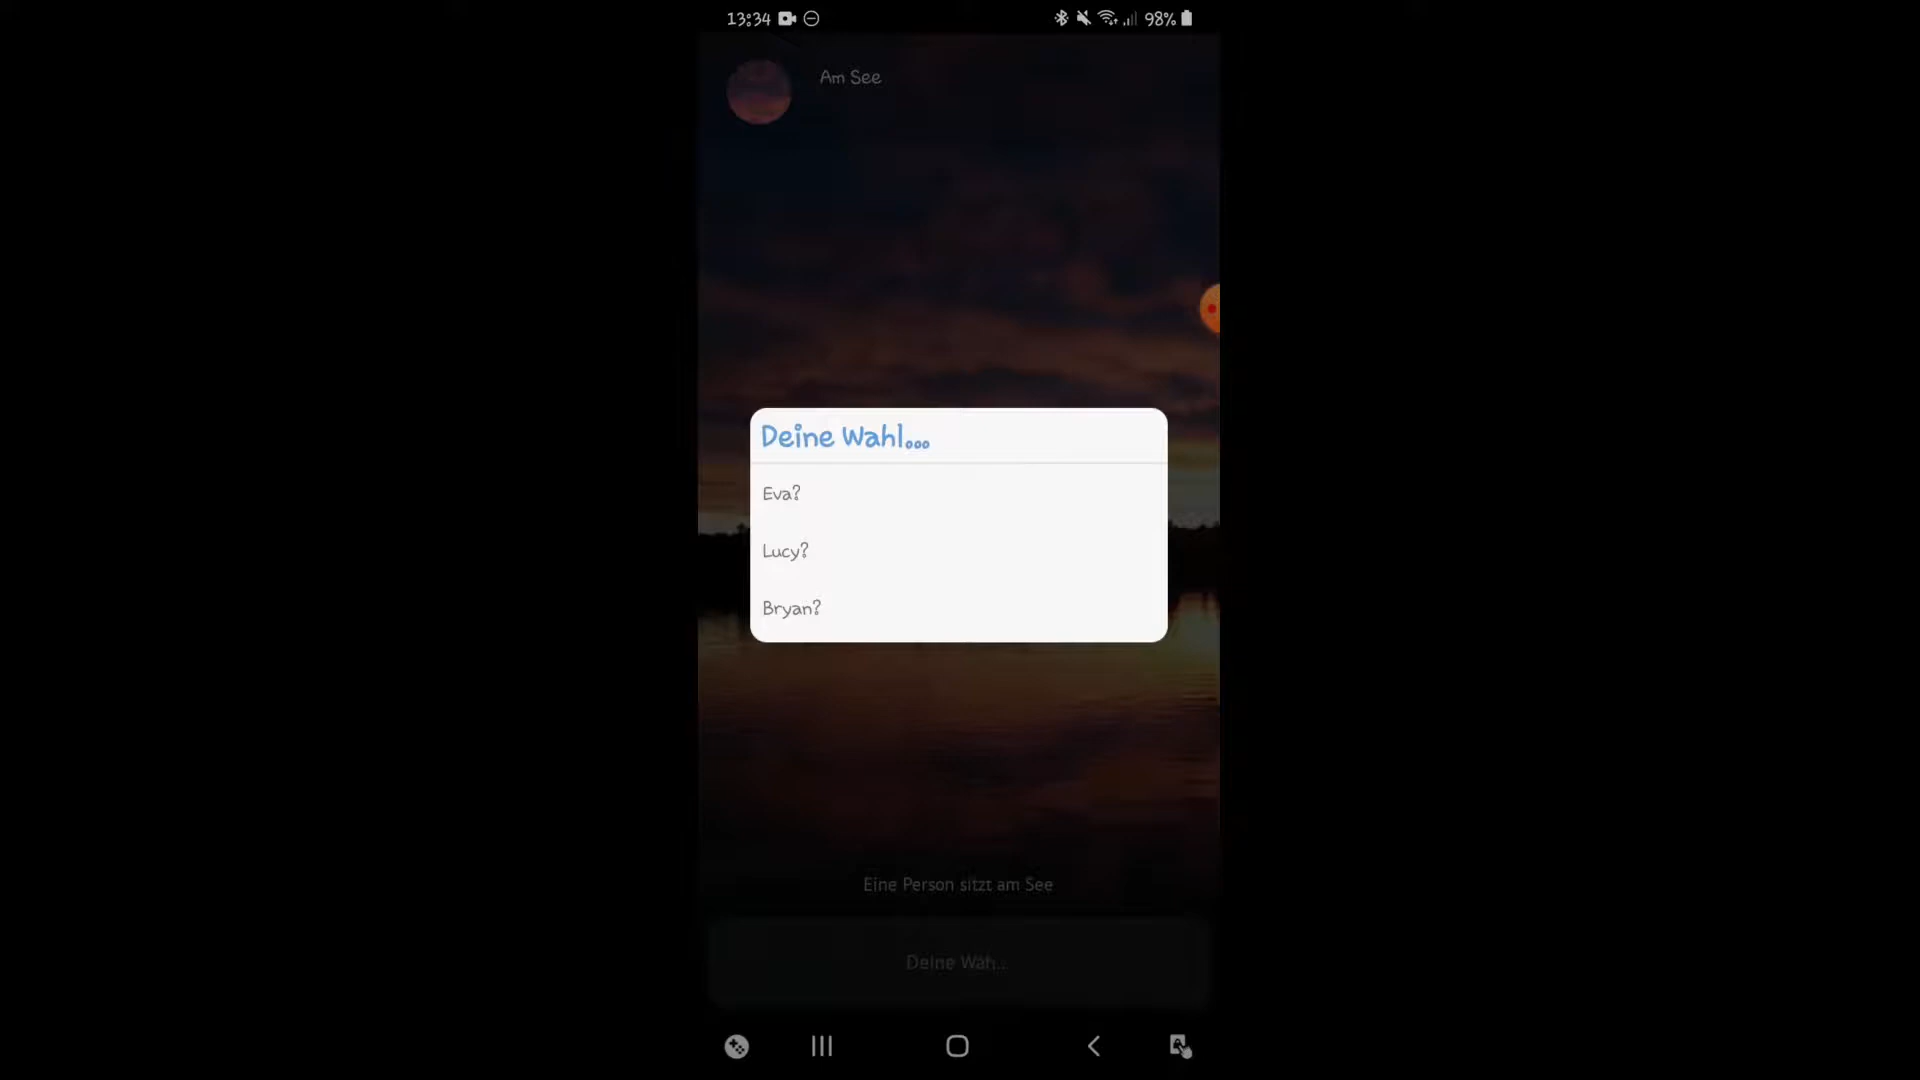 13:34 98%
Am See
Deine Wahl...
Eva?
Lucy?
Bryan?
Eine Person sitzt am See
Deine Wah...